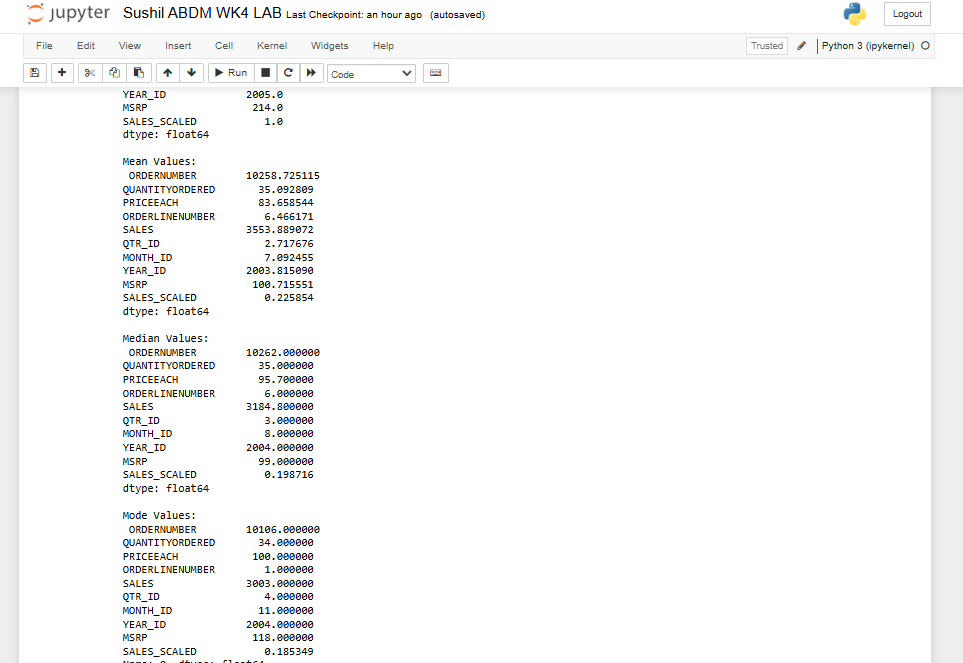 jupyter Sushil ABDM WK4 LAB Last Checkpoint: an hour ago (autosaved) Logout
File Edit View Insert Cell Kernel Widgets Help Trusted Python 3 (ipykernel)
Run Code
YEAR_ID 2005.0
MSRP 214.0
SALES_SCALED 1.0
dtype: float64
Mean Values:
ORDERNUMBER 10258.725115
QUANTITYORDERED 35.092809
PRICEEACH 83.658544
ORDERLINENUMBER 6.466171
SALES 3553.889072
QTR_ID 2.717676
MONTH_ID 7.092455
YEAR_ID 2003.815090
MSRP 100.715551
SALES_SCALED 0.225854
dtype: float64
Median Values:
ORDERNUMBER 10262.000000
QUANTITYORDERED 35.000000
PRICEEACH 95.700000
ORDERLINENUMBER 6.000000
SALES 3184.800000
QTR_ID 3.000000
MONTH_ID 8.000000
YEAR_ID 2004.000000
MSRP 99.000000
SALES_SCALED 0.198716
dtype: float64
Mode Values:
ORDERNUMBER 10106.000000
QUANTITYORDERED 34.000000
PRICEEACH 100.000000
ORDERLINENUMBER 1.000000
SALES 3003.000000
QTR_ID 4.000000
MONTH_ID 11.000000
YEAR_ID 2004.000000
MSRP 118.000000
SALES_SCALED 0.185349
Name: 0, dtype: float64